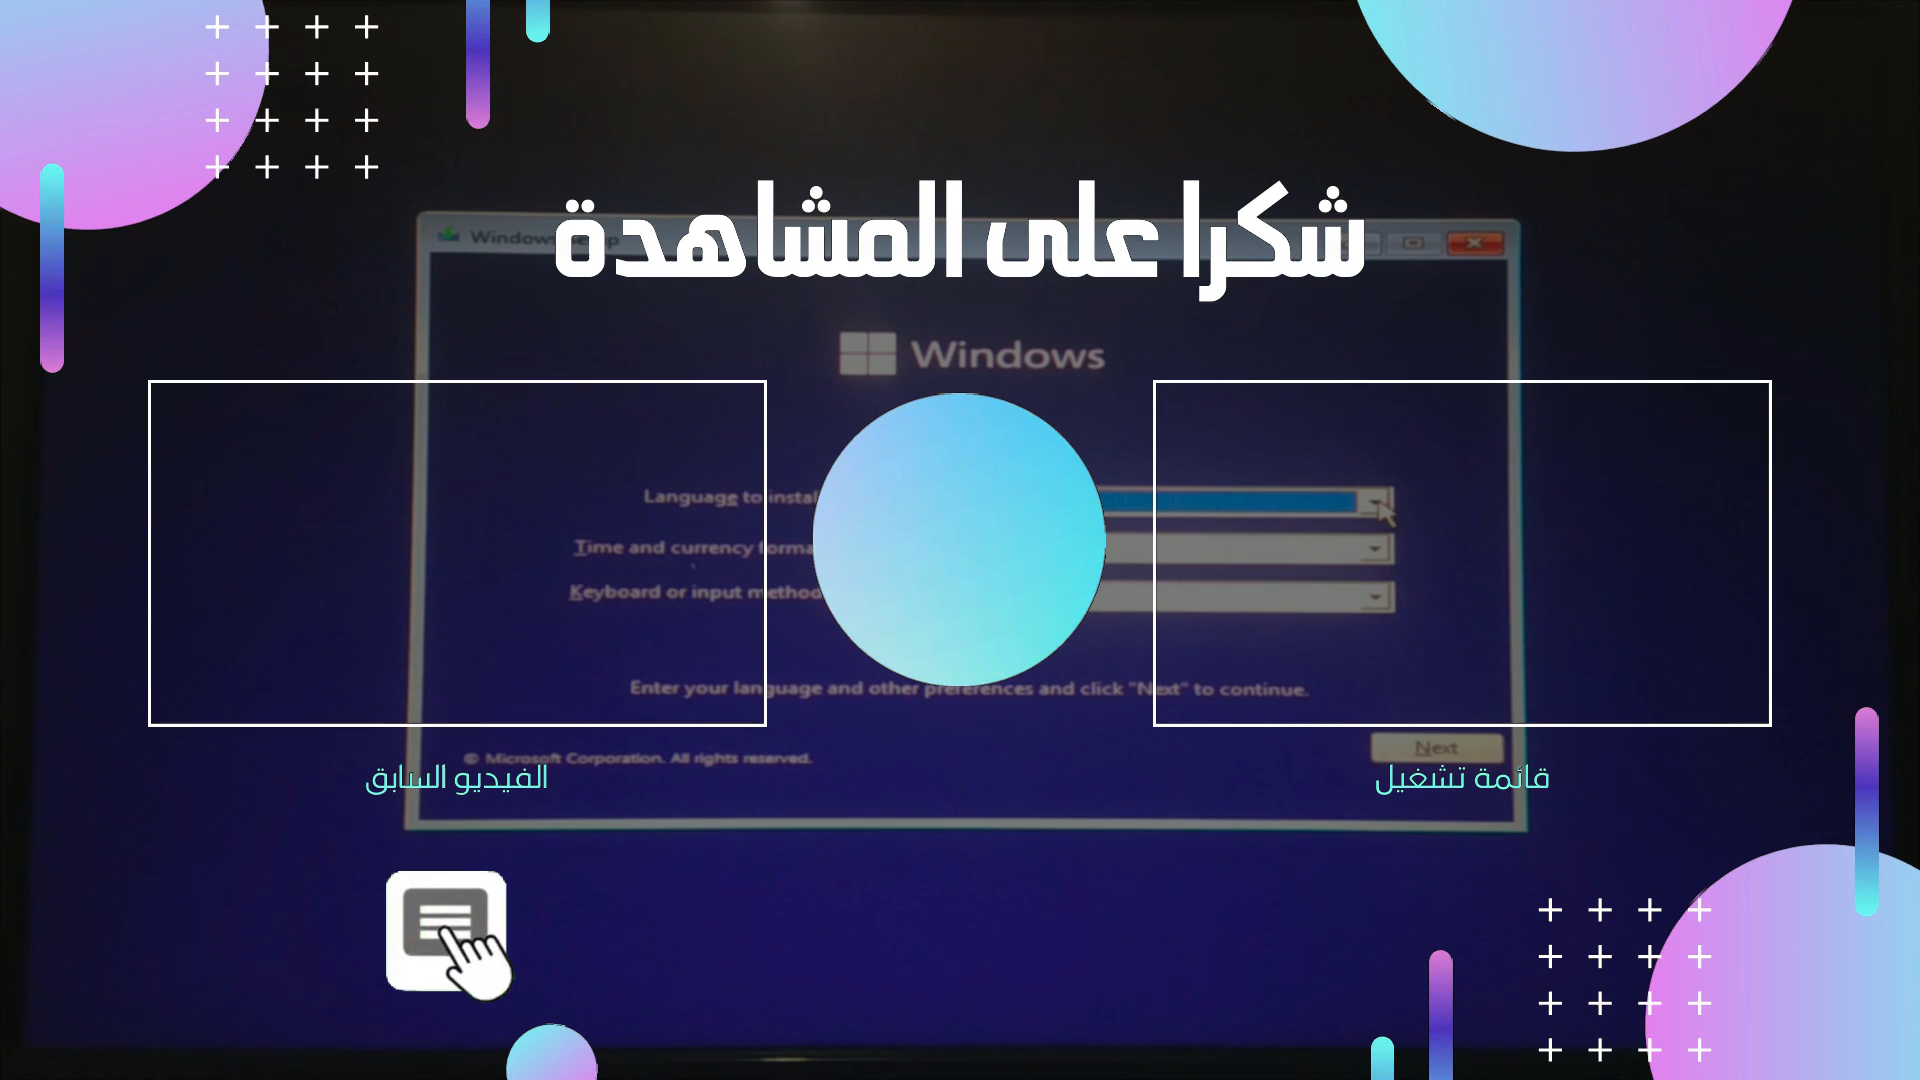 شكرا على المشاهدة
Windows
Windows
Language to instal
Time and currency forma
Keyboard or input method
Enter your language and other preferences and click "Next" to continue.
Next
© Microsoft Corporation. All rights reserved.
الفيديو السابق
قائمة تشغيل